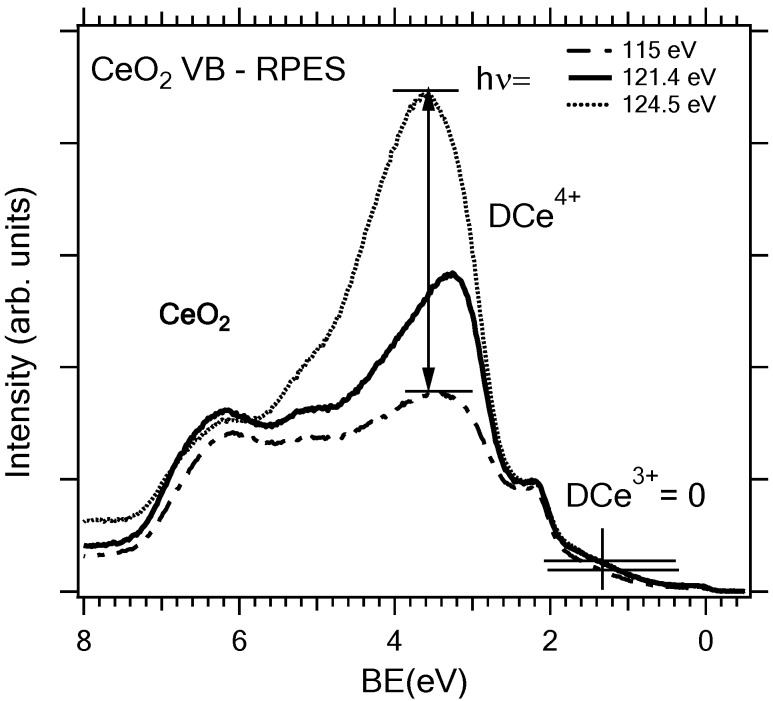 CeO₂ VB - RPES
hν=
115 eV
121.4 eV
124.5 eV
DCe⁴⁺
CeO₂
DCe³⁺= 0
Intensity (arb. units)
8 6 4 2 0
BE(eV)